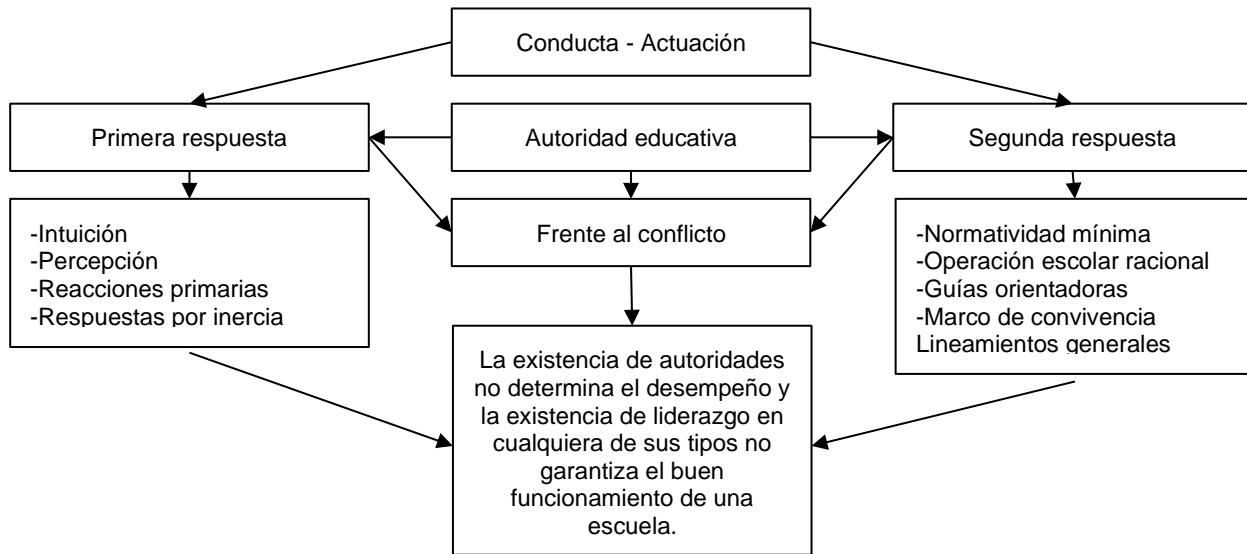 Conducta - Actuación
Primera respuesta
Autoridad educativa
Segunda respuesta
-Intuición
-Percepción
-Reacciones primarias
-Respuestas por inercia
Frente al conflicto
-Normatividad mínima
-Operación escolar racional
-Guías orientadoras
-Marco de convivencia
Lineamientos generales
La existencia de autoridades
no determina el desempeño y
la existencia de liderazgo en
cualquiera de sus tipos no
garantiza el buen
funcionamiento de una
escuela.